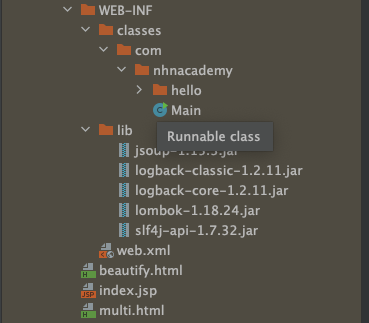 WEB-INF
classes
com
nhnacademy
hello
Main
lib
Runnable class
logback-classic-1.2.11.jar
logback-core-1.2.11.jar
lombok-1.18.24.jar
slf4j-api-1.7.32.jar
web.xml
beautify.html
index.jsp
multi.html